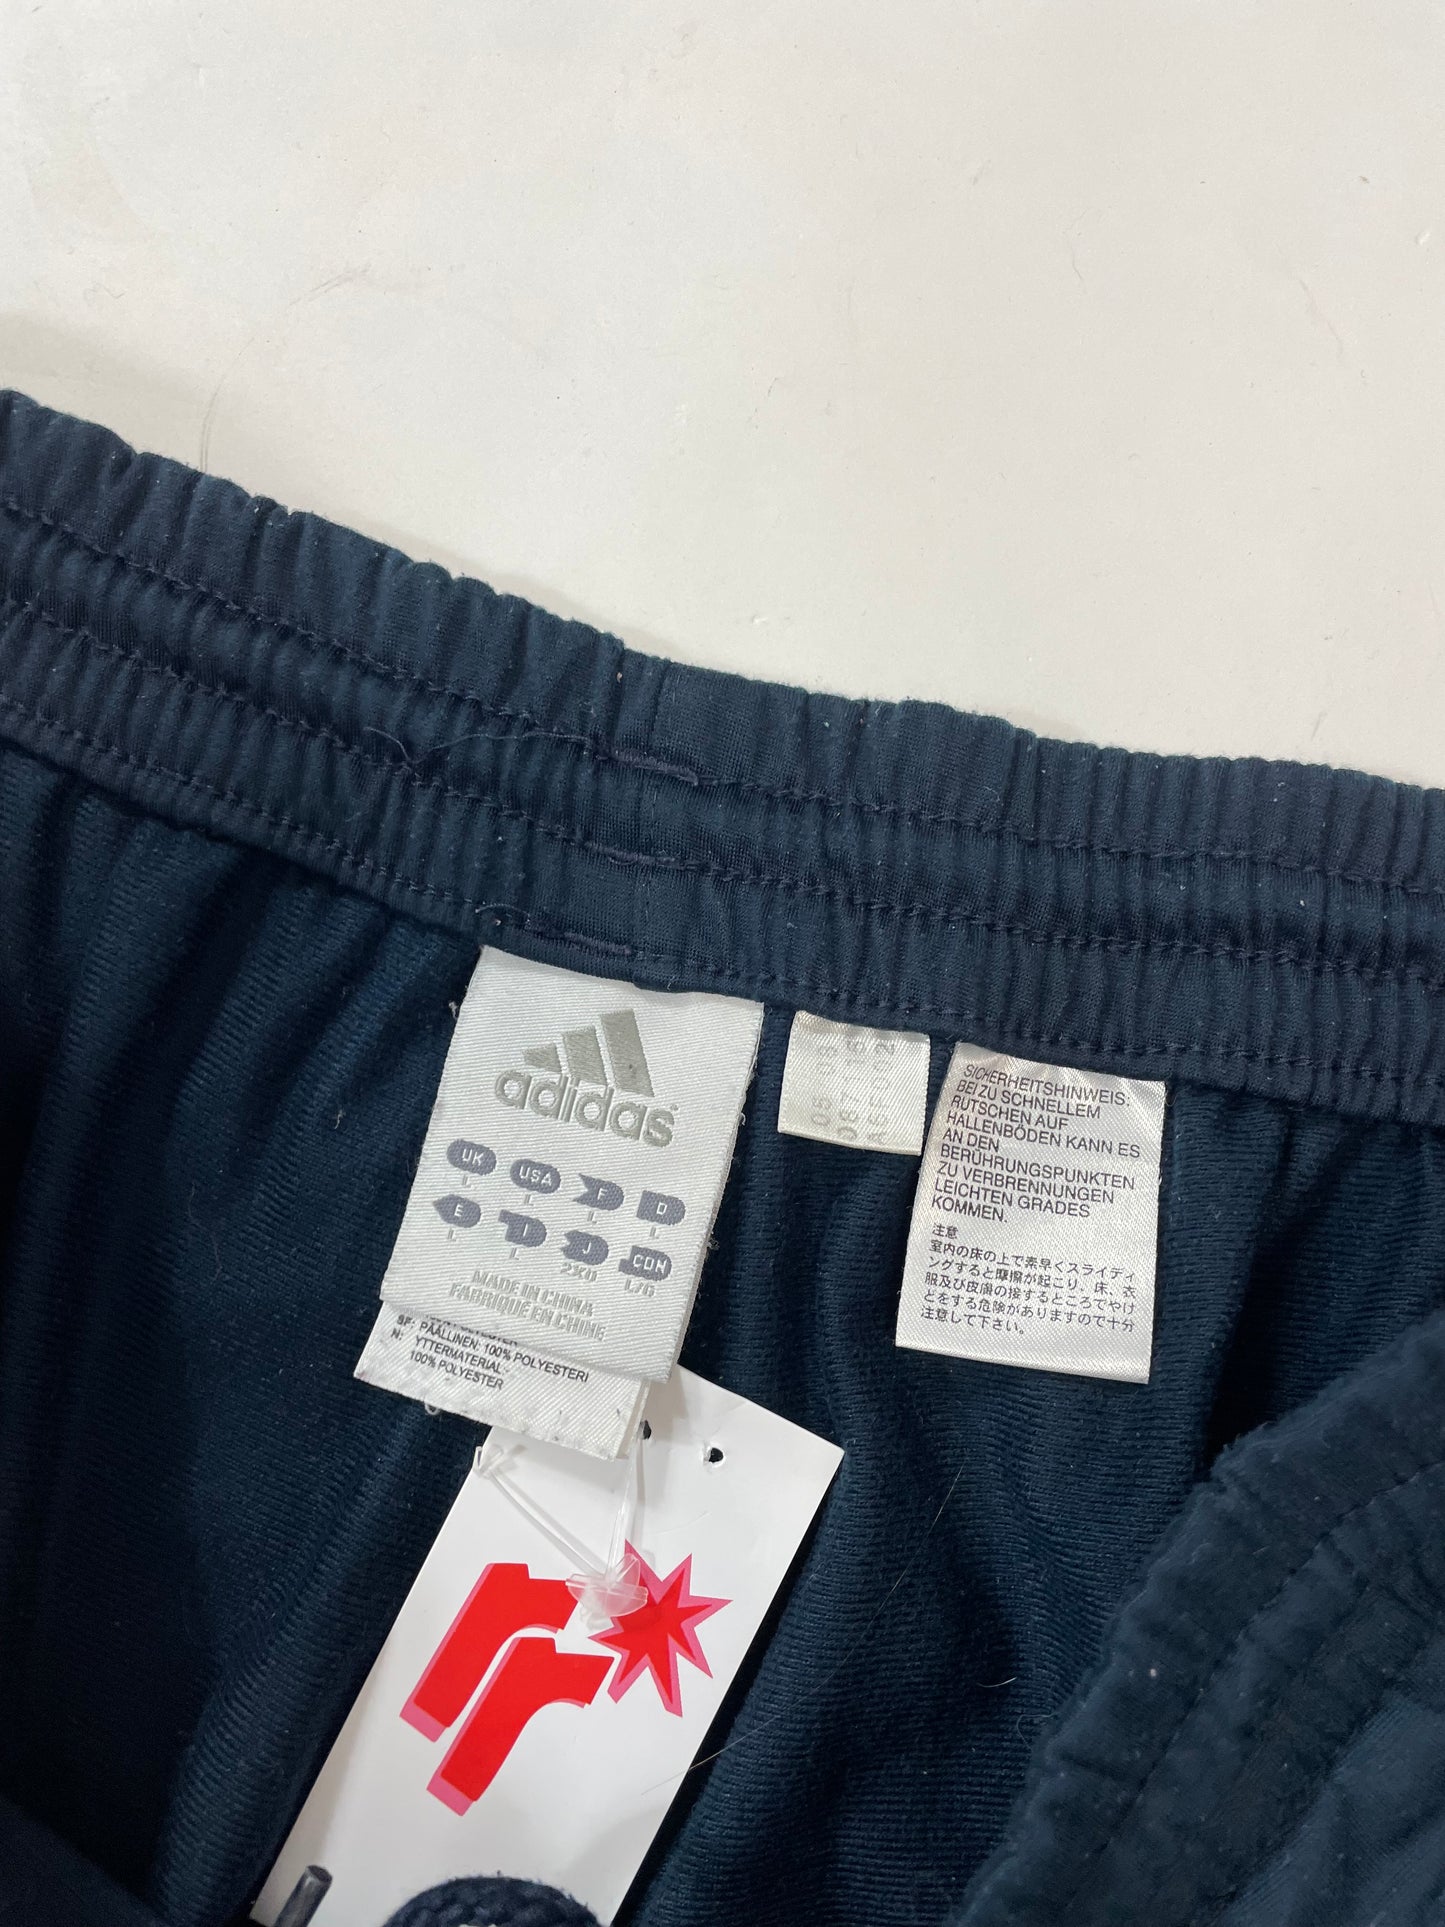 adidas
UK
USA
F
D
L
L
L
L
E
I
J
CDN
L
L
2XO
L/G
MADE IN CHINA
FABRIQUE EN CHINE
SF: PÄÄLLINEN: 100% POLYESTERI
N: YTTERMATERIAL:
100% POLYESTER
SICHERHEITSHINWEIS:
BEI ZU SCHNELLEM
RUTSCHEN AUF
HALLENBÖDEN KANN ES
AN DEN
BERÜHRUNGSPUNKTEN
ZU VERBRENNUNGEN
LEICHTEN GRADES
KOMMEN.
注意
室内の床の上で素早くスライディ
ングすると摩擦が起こり、床、衣
服及び皮膚の接するところでやけ
どをする危険がありますので十分
注意して下さい。
rr